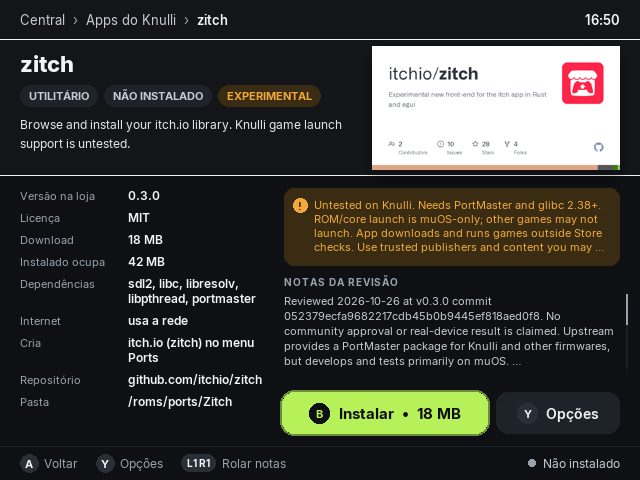 Central › Apps do Knulli › zitch
16:50
zitch
UTILITÁRIO NÃO INSTALADO EXPERIMENTAL
Browse and install your itch.io library. Knulli game launch
support is untested.
itchio/zitch
Experimental new front-end for the itch app in Rust
and egui
2 Contributors
10 Issues
28 Stars
4 Forks
Versão na loja 0.3.0
Licença MIT
Download 18 MB
Instalado ocupa 42 MB
Dependências sdl2, libc, libresolv,
libpthread, portmaster
Internet usa a rede
Cria itch.io (zitch) no menu
Ports
Repositório github.com/itchio/zitch
Pasta /roms/ports/Zitch
! Untested on Knulli. Needs PortMaster and glibc 2.38+.
ROM/core launch is muOS-only; other games may not
launch. App downloads and runs games outside Store
checks. Use trusted publishers and content you may ...
NOTAS DA REVISÃO
Reviewed 2026-10-26 at v0.3.0 commit
052379ecfa9682217cdb45b0b9445ef818aed0f8. No
community approval or real-device result is claimed. Upstream
provides a PortMaster package for Knulli and other firmwares,
but develops and tests primarily on muOS. ...
B Instalar • 18 MB
Y Opções
A Voltar Y Opções L1R1 Rolar notas
Não instalado